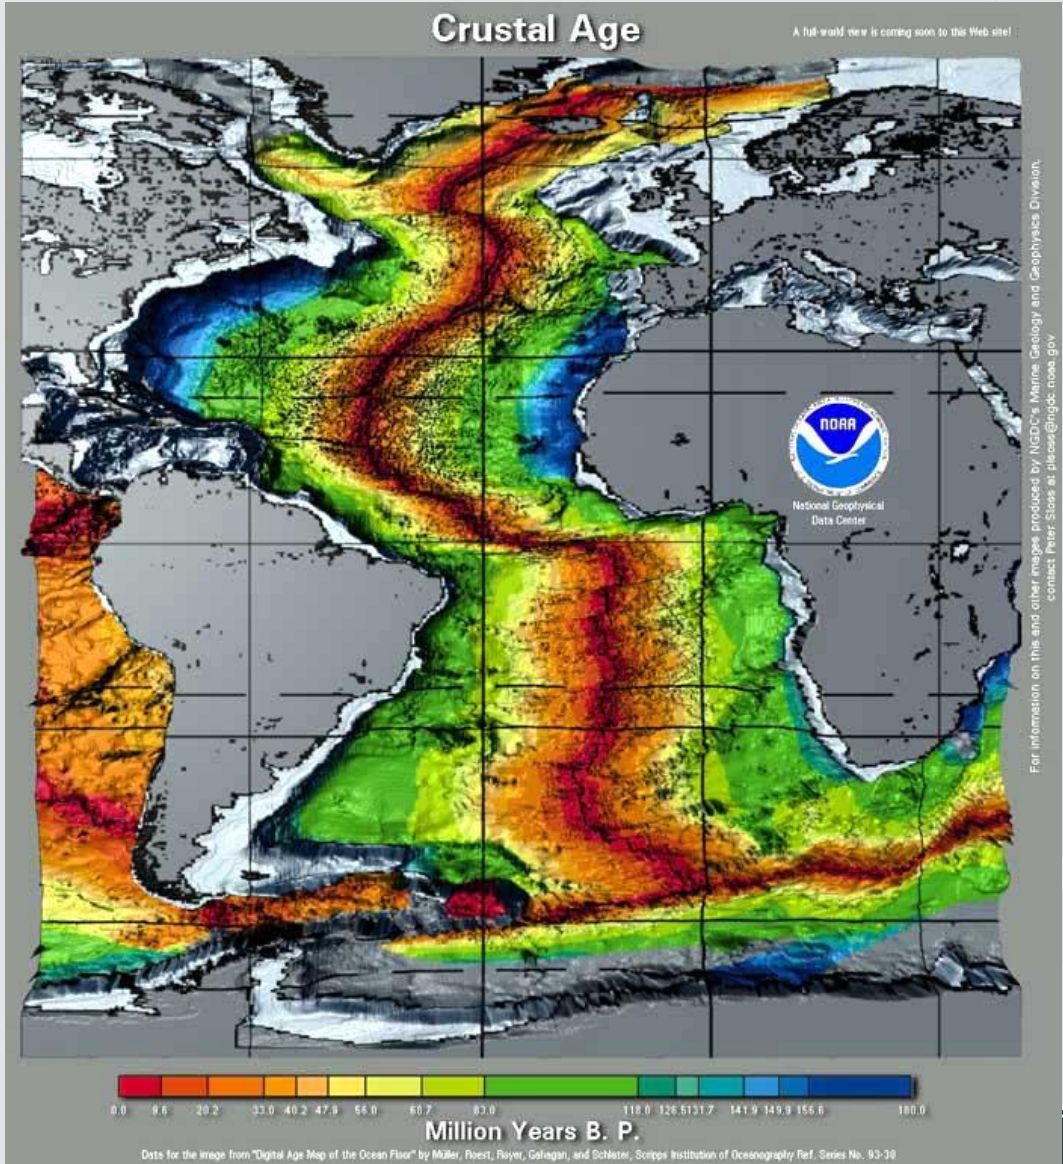 Crustal Age
A full-world view is coming soon to this Web site!
For information on this and other images produced by NGDC's Marine Geology and Geophysics Division,
contact Peter Sloss at
NOAA
National Geophysical
Data Center
0.0 9.6 20.2 33.0 40.2 47.9 56.0 60.7 83.0 118.0 126.5 131.7 141.9 149.9 156.6 180.0
Million Years B. P.
Data for the image from "Digital Age Map of the Ocean Floor" by Müller, Roest, Royer, Gahagan, and Sclater, Scripps Institution of Oceanography Ref. Series No. 93-30